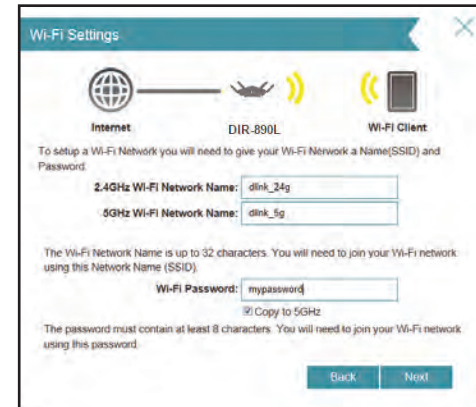 Wi-Fi Settings
Internet
DIR-890L
Wi-Fi Client
To setup a Wi-Fi Network you will need to give your Wi-Fi Nerwork a Name(SSID) and
Password.
2.4GHz Wi-Fi Network Name: dlink_24g
5GHz Wi-Fi Network Name: dlink_5g
The Wi-Fi Network Name is up to 32 characters. You will need to join your Wi-Fi network
using this Network Name (SSID).
Wi-Fi Password: mypassword
Copy to 5GHz
The password must contain at least 8 characters. You will need to join your Wi-Fi network
using this password.
Back Next